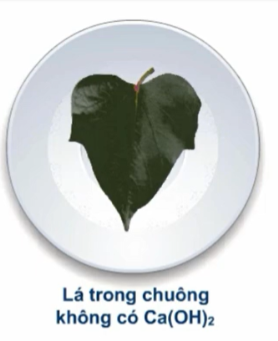 Lá trong chuông
không có Ca(OH)₂